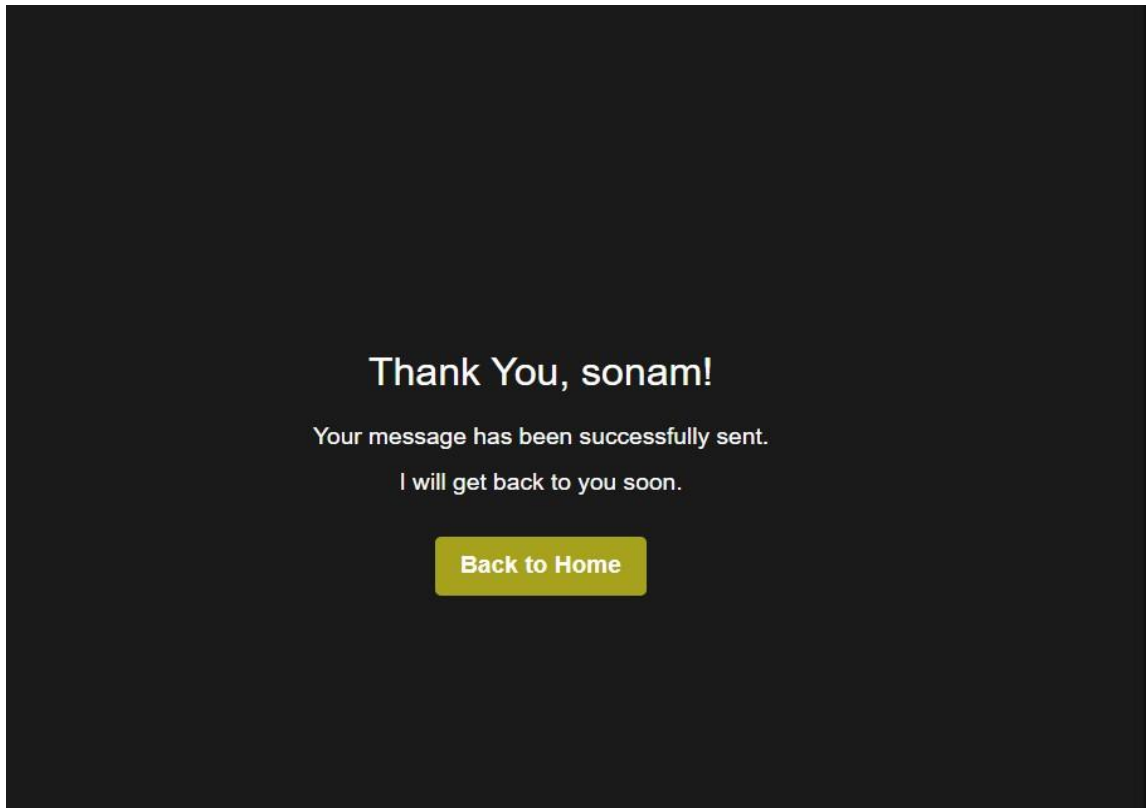 Thank You, sonam!
Your message has been successfully sent.
I will get back to you soon.
Back to Home